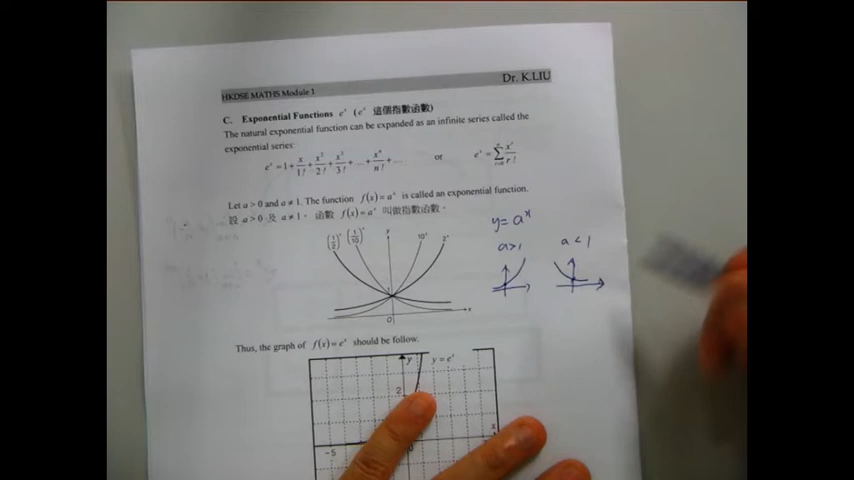 HKDSE MATHS Module 1
Dr. K.LIU
C. Exponential Functions e^x (e^x 這個指數函數)
The natural exponential function can be expanded as an infinite series called the
exponential series:
e^x = 1 + x/1! + x^2/2! + x^3/3! + ... + x^n/n! + ... or e^x = ∑_{r=0}^{∞} x^r/r!
Let a > 0 and a ≠ 1. The function f(x) = a^x is called an exponential function.
設 a > 0 及 a ≠ 1。函數 f(x) = a^x 叫做指數函數。
y = a^x
a>1 a<1
(1/2)^x (1/10)^x y 10^x 2^x
1
x
O
Thus, the graph of f(x) = e^x should be follow.
y y = e^x
2
x
-5 0